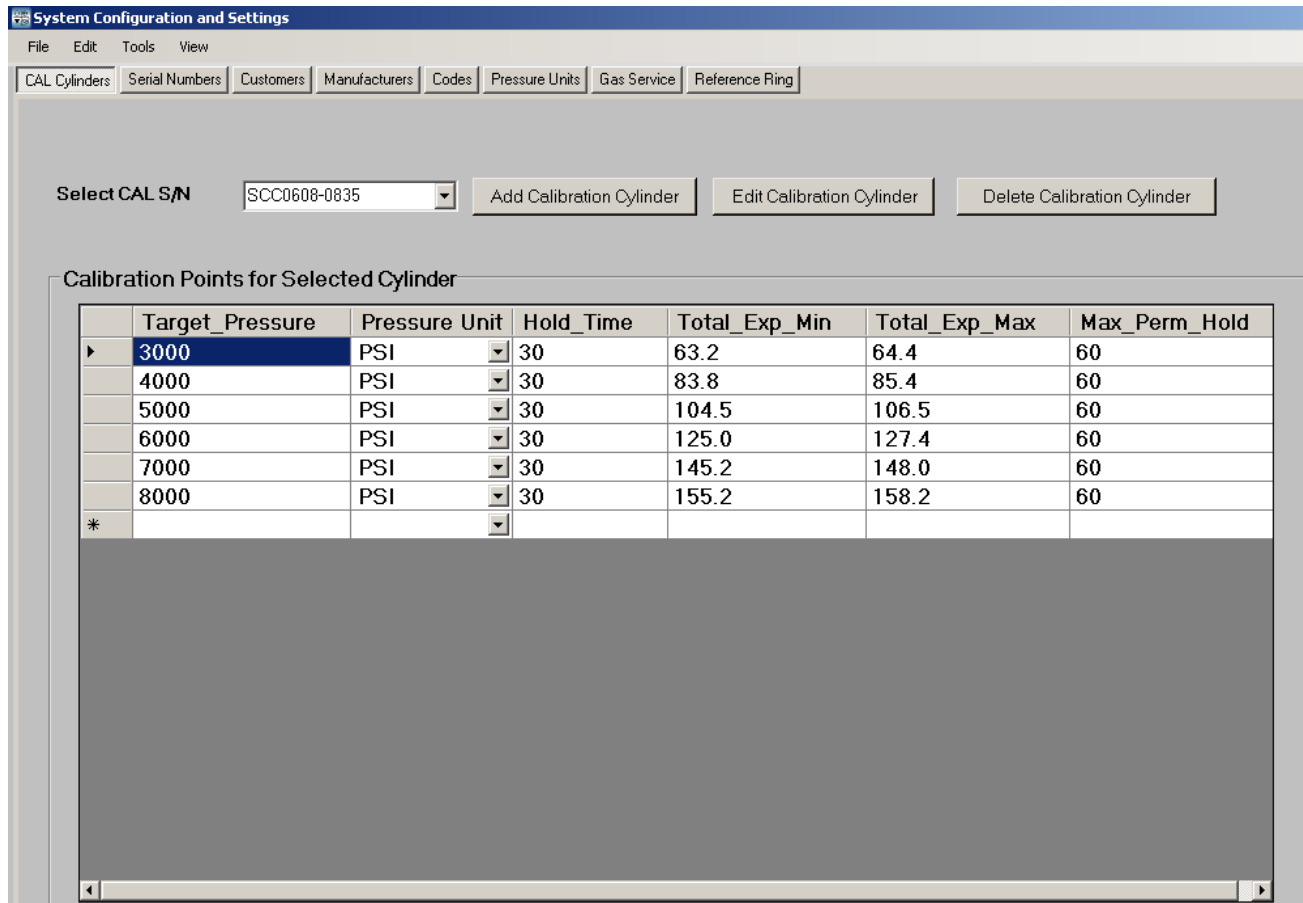 System Configuration and Settings
File Edit Tools View
CAL Cylinders Serial Numbers Customers Manufacturers Codes Pressure Units Gas Service Reference Ring
Select CAL S/N SCC0608-0835 Add Calibration Cylinder Edit Calibration Cylinder Delete Calibration Cylinder
Calibration Points for Selected Cylinder
Target_Pressure Pressure Unit Hold_Time Total_Exp_Min Total_Exp_Max Max_Perm_Hold
3000 PSI 30 63.2 64.4 60
4000 PSI 30 83.8 85.4 60
5000 PSI 30 104.5 106.5 60
6000 PSI 30 125.0 127.4 60
7000 PSI 30 145.2 148.0 60
8000 PSI 30 155.2 158.2 60
*